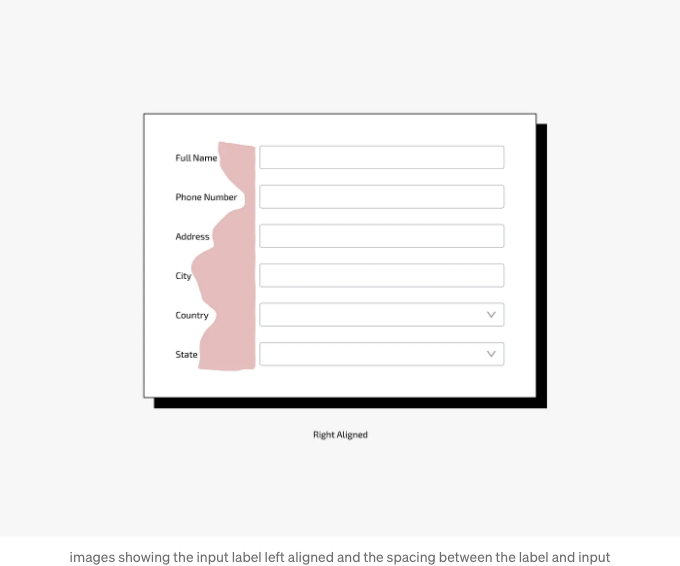 Full Name
Phone Number
Address
City
Country
State
Right Aligned
images showing the input label left aligned and the spacing between the label and input